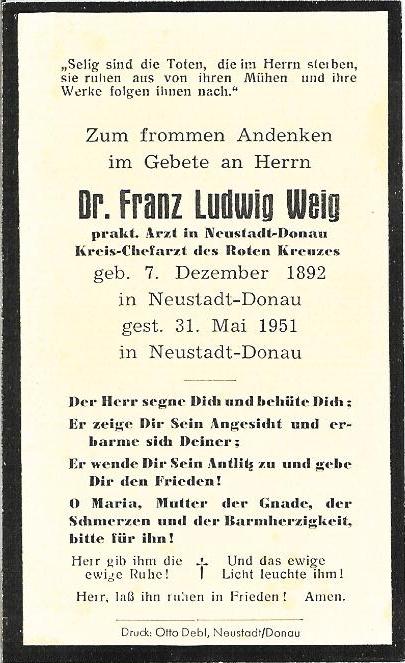 „Selig sind die Toten, die im Herrn sterben,
sie ruhen aus von ihren Mühen und ihre
Werke folgen ihnen nach.“
Zum frommen Andenken
im Gebete an Herrn
Dr. Franz Ludwig Weig
prakt. Arzt in Neustadt-Donau
Kreis-Chefarzt des Roten Kreuzes
geb. 7. Dezember 1892
in Neustadt-Donau
gest. 31. Mai 1951
in Neustadt-Donau
Der Herr segne Dich und behüte Dich;
Er zeige Dir Sein Angesicht und er-
barme sich Deiner;
Er wende Dir Sein Antlitz zu und gebe
Dir den Frieden!
O Maria, Mutter der Gnade, der
Schmerzen und der Barmherzigkeit,
bitte für ihn!
Herr gib ihm die
ewige Ruhe!
Und das ewige
Licht leuchte ihm!
Herr, laß ihn ruhen in Frieden! Amen.
Druck: Otto Debl, Neustadt/Donau